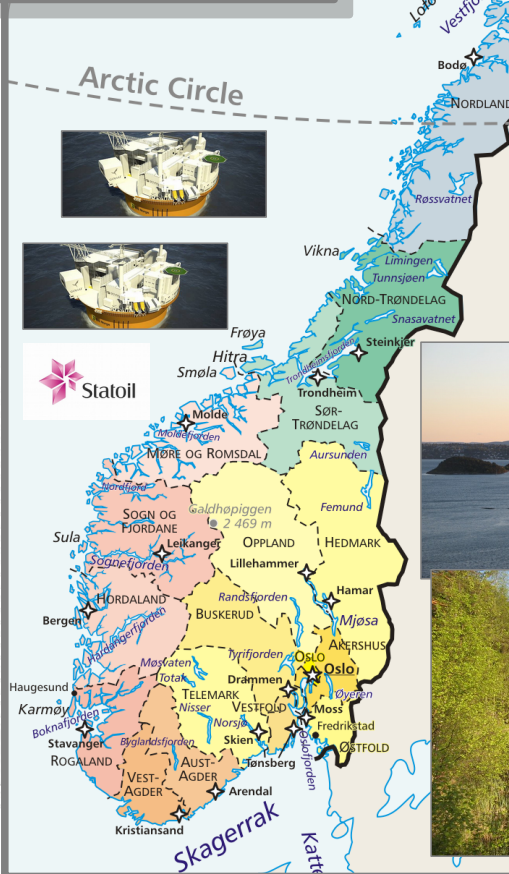 Lofo
Vestfjo
Bodø
Arctic Circle
NORDLAND
Røssvatnet
Vikna
Limingen
Tunnsjøen
NORD-TRØNDELAG
Snasavatnet
Frøya
Steinkjer
Hitra
Trondheimsfjorden
Smøla
Trondheim
Statoil
SØR-
TRØNDELAG
Molde
Moldefjorden
MØRE OG ROMSDAL
Aursunden
Nordfjord
Galdhøpiggen
2 469 m
Femund
SOGN OG
FJORDANE
Sula
Leikanger
OPPLAND
HEDMARK
Sognefjorden
Lillehammer
HORDALAND
Randsfjorden
Hamar
Bergen
BUSKERUD
Mjøsa
Hardangerfjorden
AKERSHUS
Møsvaten
Tyrifjorden
OSLO
Oslo
Totak
Haugesund
TELEMARK
Drammen
Øyeren
Karmøy
Nisser
VESTFOLD
Moss
Boknafjorden
Norsjø
Fredrikstad
Stavanger
Byglandsfjorden
Skien
Oslofjorden
ØSTFOLD
ROGALAND
AUST-
AGDER
Tønsberg
VEST-
AGDER
Arendal
Kristiansand
Skagerrak
Katte